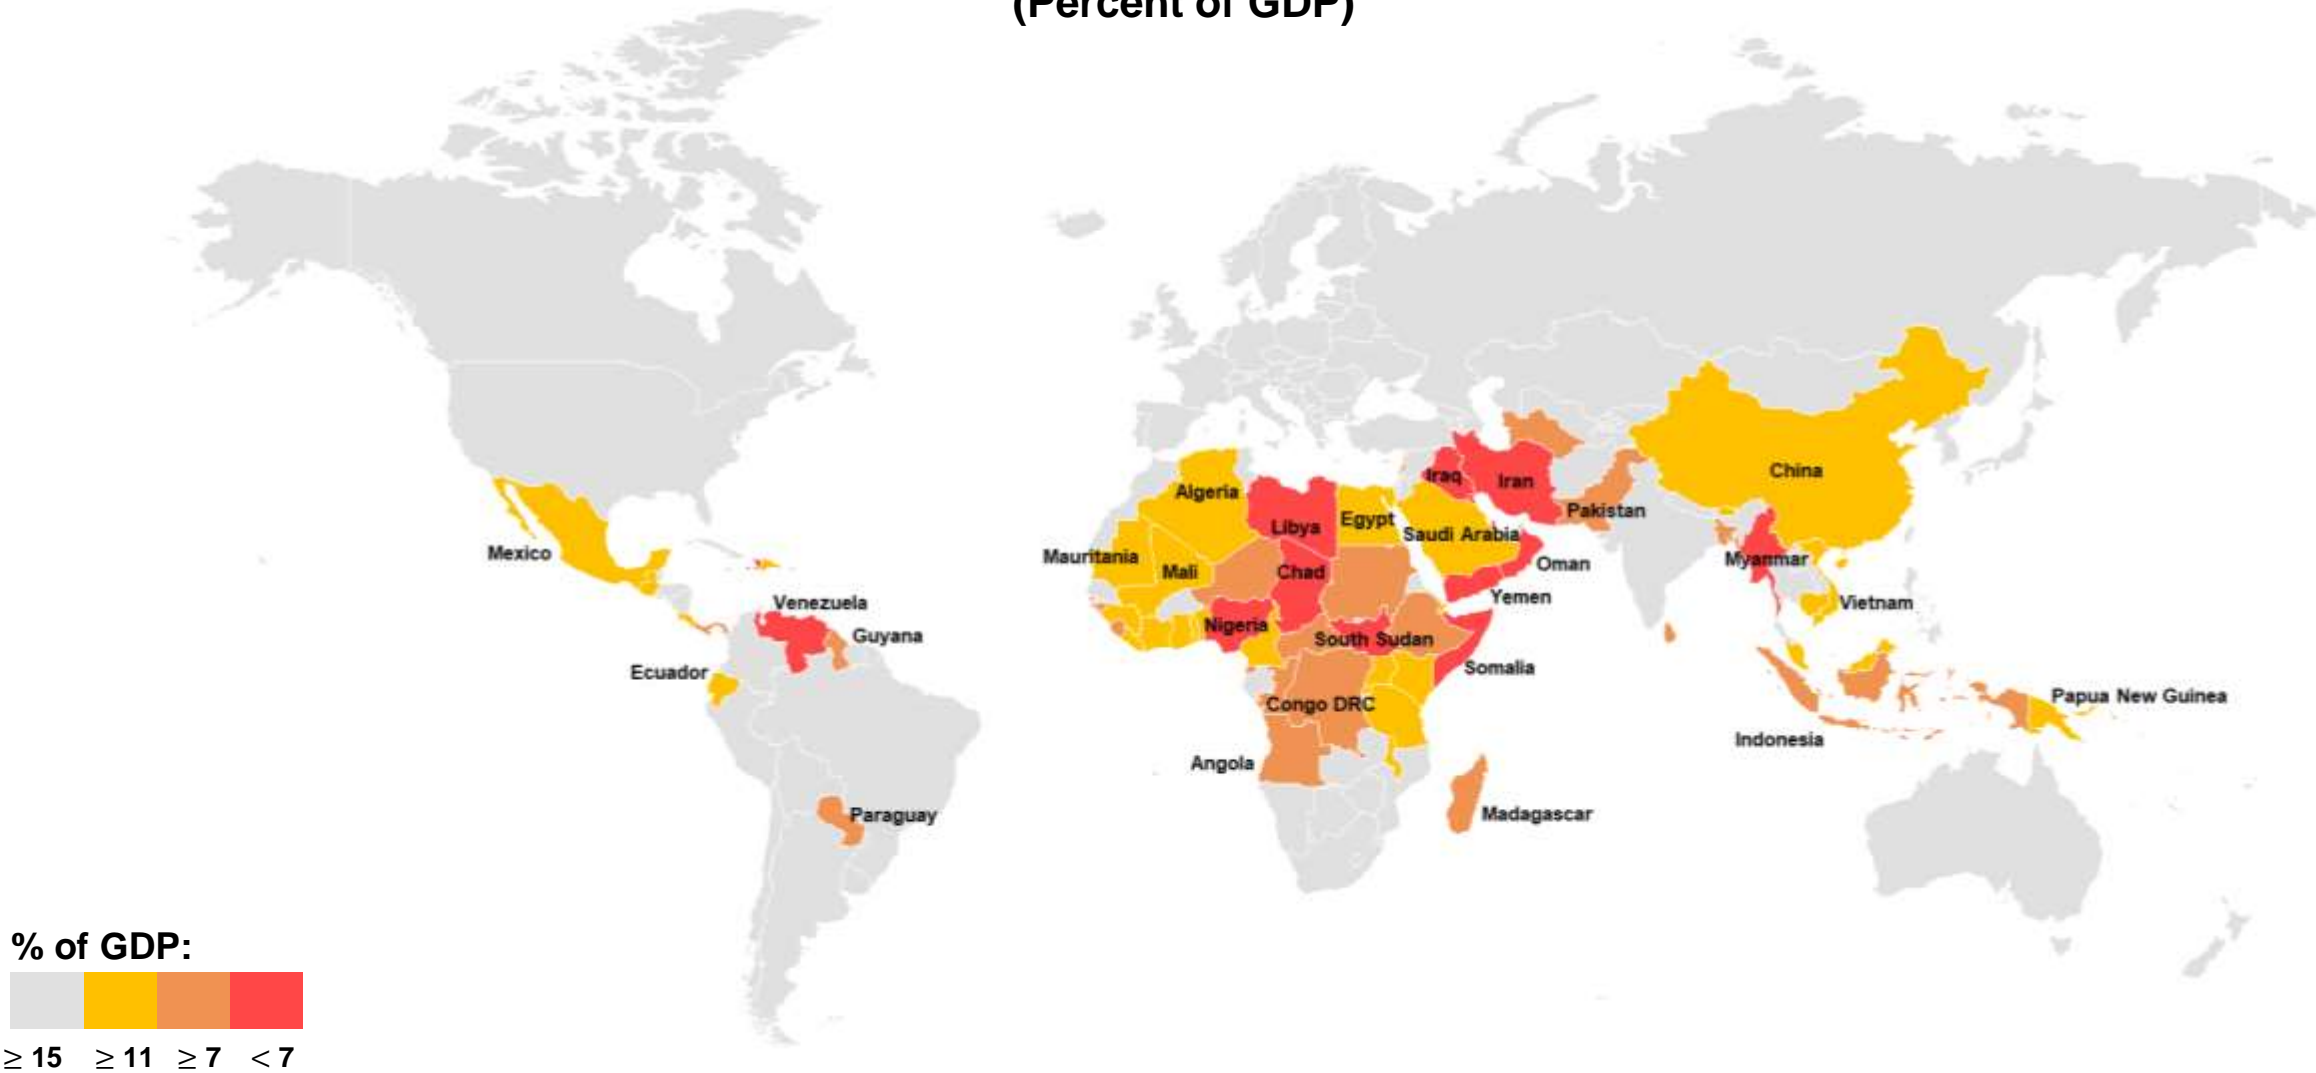 (Percent of GDP)
China
Iraq
Iran
Algeria
Pakistan
Egypt
Libya
Saudi Arabia
Mexico
Mauritania
Myanmar
Oman
Mali
Chad
Yemen
Venezuela
Vietnam
Nigeria
Guyana
South Sudan
Somalia
Ecuador
Papua New Guinea
Congo DRC
Indonesia
Angola
Madagascar
Paraguay
% of GDP:
≥ 15 ≥ 11 ≥ 7 < 7